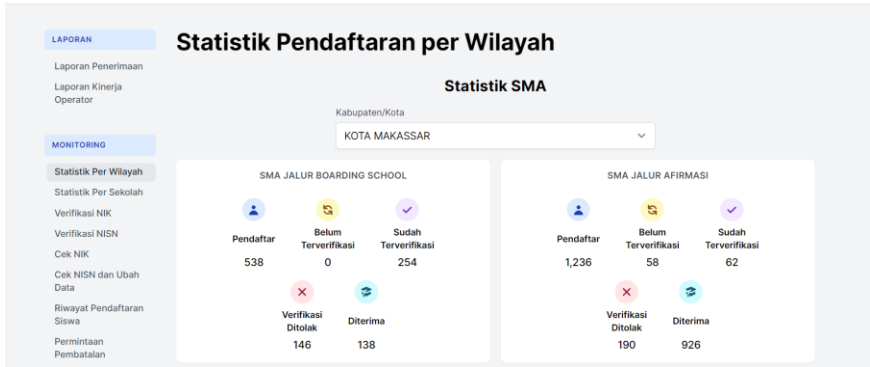 LAPORAN
Laporan Penerimaan
Laporan Kinerja
Operator
MONITORING
Statistik Per Wilayah
Statistik Per Sekolah
Verifikasi NIK
Verifikasi NISN
Cek NIK
Cek NISN dan Ubah
Data
Riwayat Pendaftaran
Siswa
Permintaan
Pembatalan
Statistik Pendaftaran per Wilayah
Statistik SMA
Kabupaten/Kota
KOTA MAKASSAR
SMA JALUR BOARDING SCHOOL
Pendaftar
538
Belum
Terverifikasi
0
Sudah
Terverifikasi
254
Verifikasi
Ditolak
146
Diterima
138
SMA JALUR AFIRMASI
Pendaftar
1,236
Belum
Terverifikasi
58
Sudah
Terverifikasi
62
Verifikasi
Ditolak
190
Diterima
926